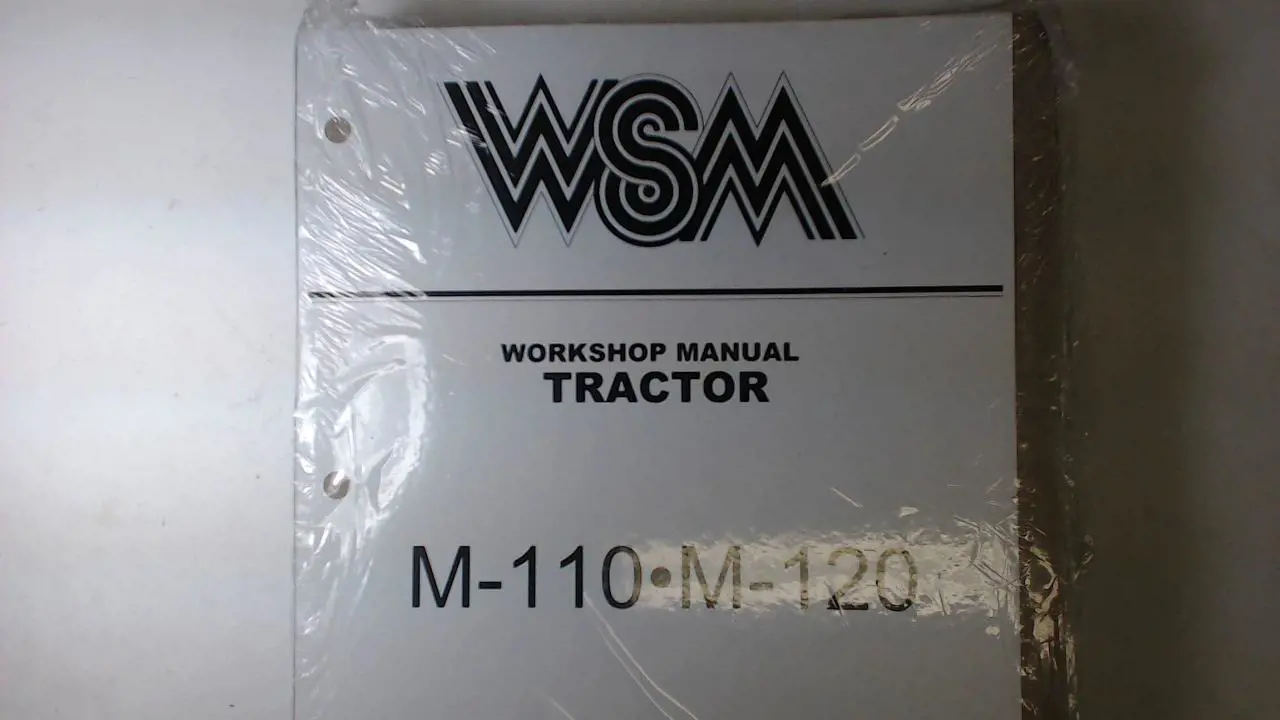 WSM
WORKSHOP MANUAL
TRACTOR
M-110•M-120